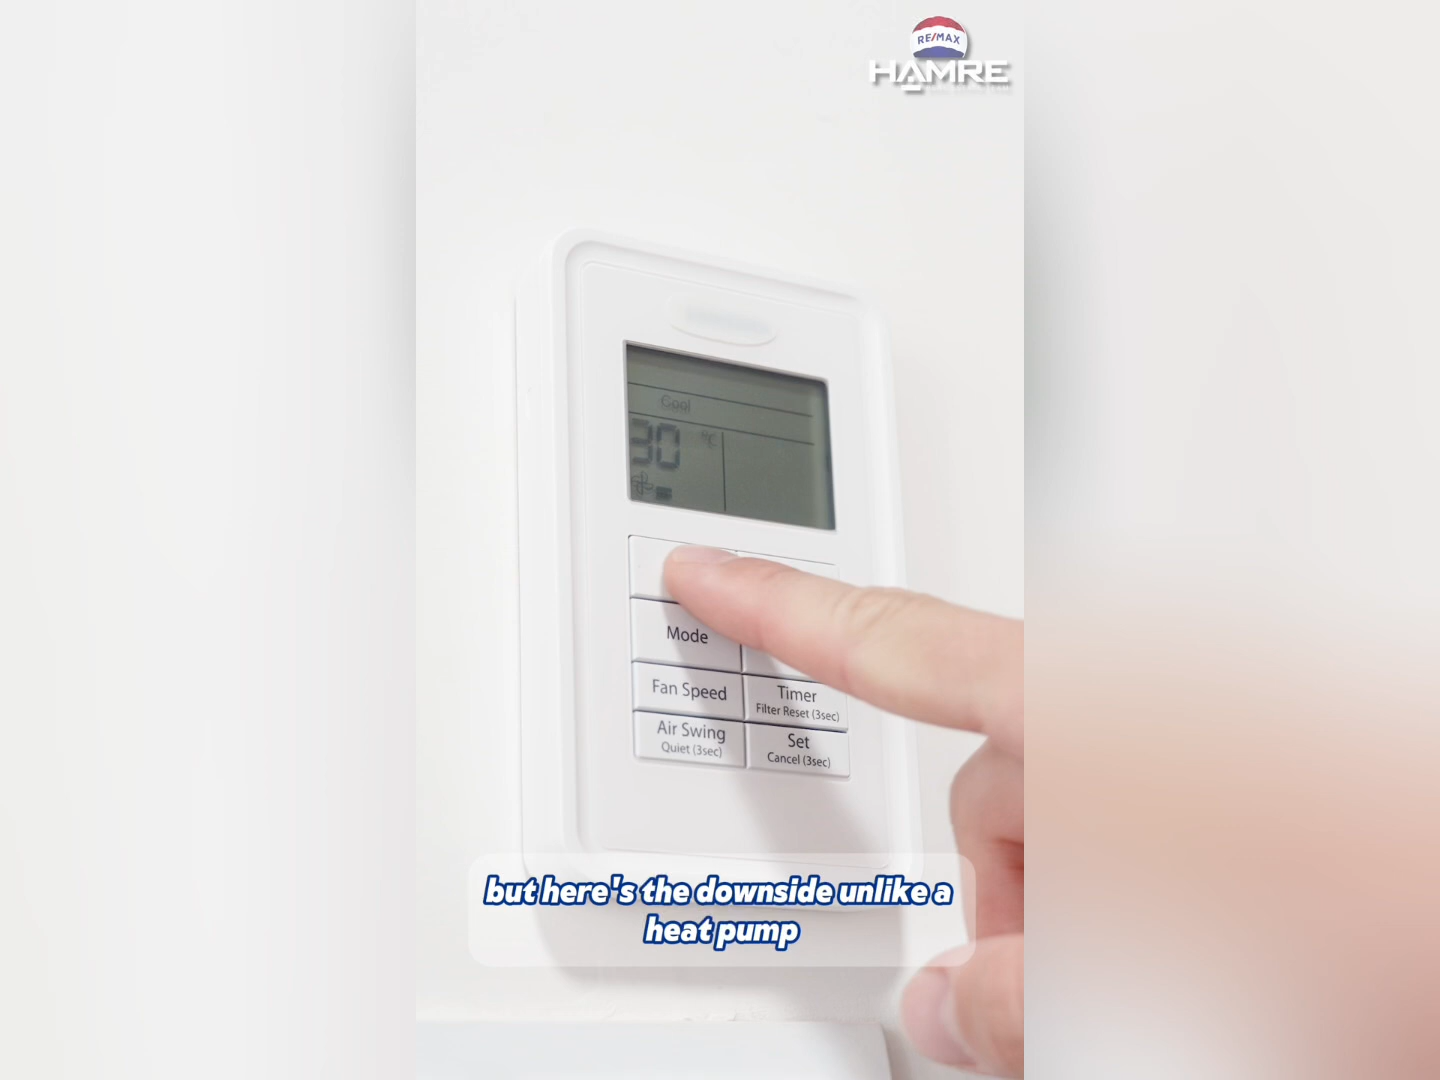 RE/MAX
HAMRE
Cool
30 °C
Mode
Fan Speed
Timer
Filter Reset (3sec)
Air Swing
Quiet (3sec)
Set
Cancel (3sec)
but here's the downside unlike a
heat pump